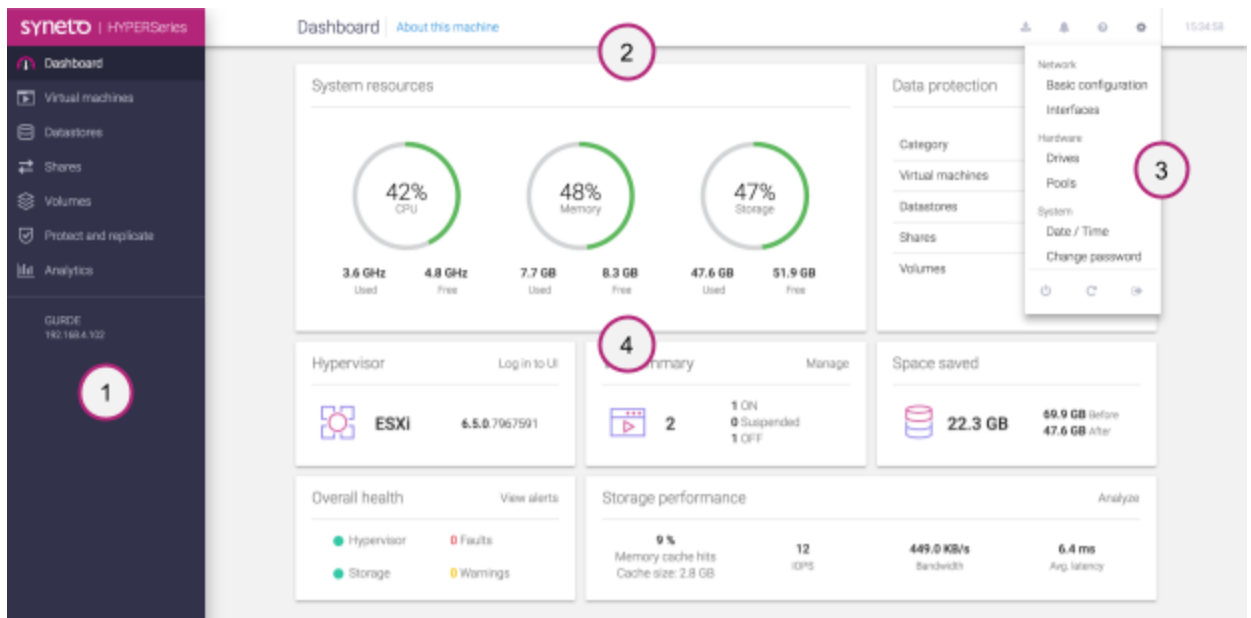 syneto | HYPERSeries
Dashboard
Virtual machines
Datastores
Shares
Volumes
Protect and replicate
Analytics
GURDE
192.168.4.102
1
Dashboard About this machine
2
15:34:58
System resources
42%
CPU
48%
Memory
47%
Storage
3.6 GHz 4.8 GHz 7.7 GB 8.3 GB 47.6 GB 51.9 GB
Used Free Used Free Used Free
Data protection
Category
Virtual machines
Datastores
Shares
Volumes
Network
Basic configuration
Interfaces
Hardware
Drives
Pools
System
Date / Time
Change password
3
4
Hypervisor Log in to UI
ESXi 6.5.0.7967591
Manage
2
1 ON
0 Suspended
1 OFF
Space saved
22.3 GB
69.9 GB Before
47.6 GB After
Overall health View alerts
Hypervisor 0 Faults
Storage 0 Warnings
Storage performance Analyze
9 %
Memory cache hits
Cache size: 2.8 GB
12
IOPS
449.0 KB/s
Bandwidth
6.4 ms
Avg. latency